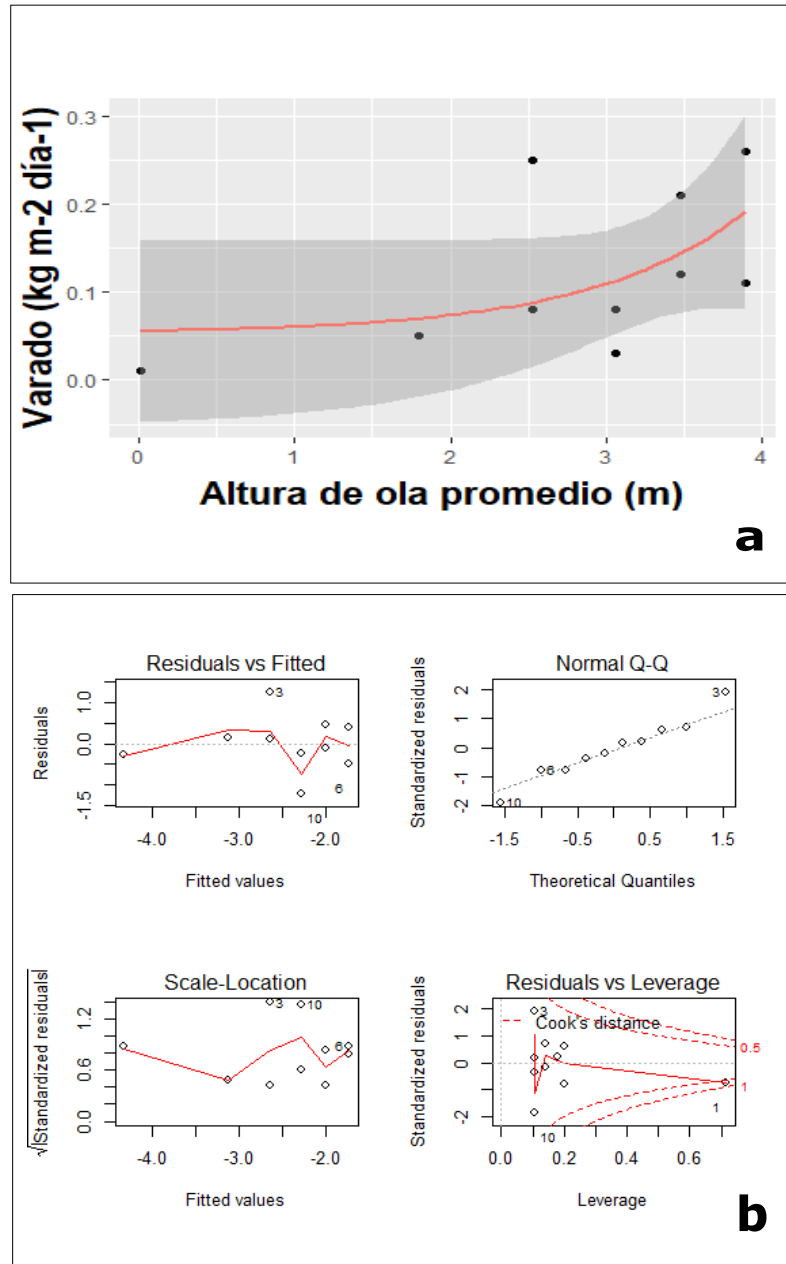 Varado (kg m-2 día-1)
0.3
0.2
0.1
0.0
0 1 2 3 4
Altura de ola promedio (m)
a
Residuals vs Fitted
Residuals
1.0
0.0
-1.5
3
6
10
-4.0 -3.0 -2.0
Fitted values
Normal Q-Q
Standardized residuals
2
1
0
-1
-2
3
6
10
-1.5 -0.5 0.5 1.5
Theoretical Quantiles
Scale-Location
√|Standardized residuals|
1.2
0.6
0.0
3
10
6
-4.0 -3.0 -2.0
Fitted values
Residuals vs Leverage
Standardized residuals
2
1
0
-2
3
Cook's distance
0.5
1
1
10
0.0 0.2 0.4 0.6
Leverage
b